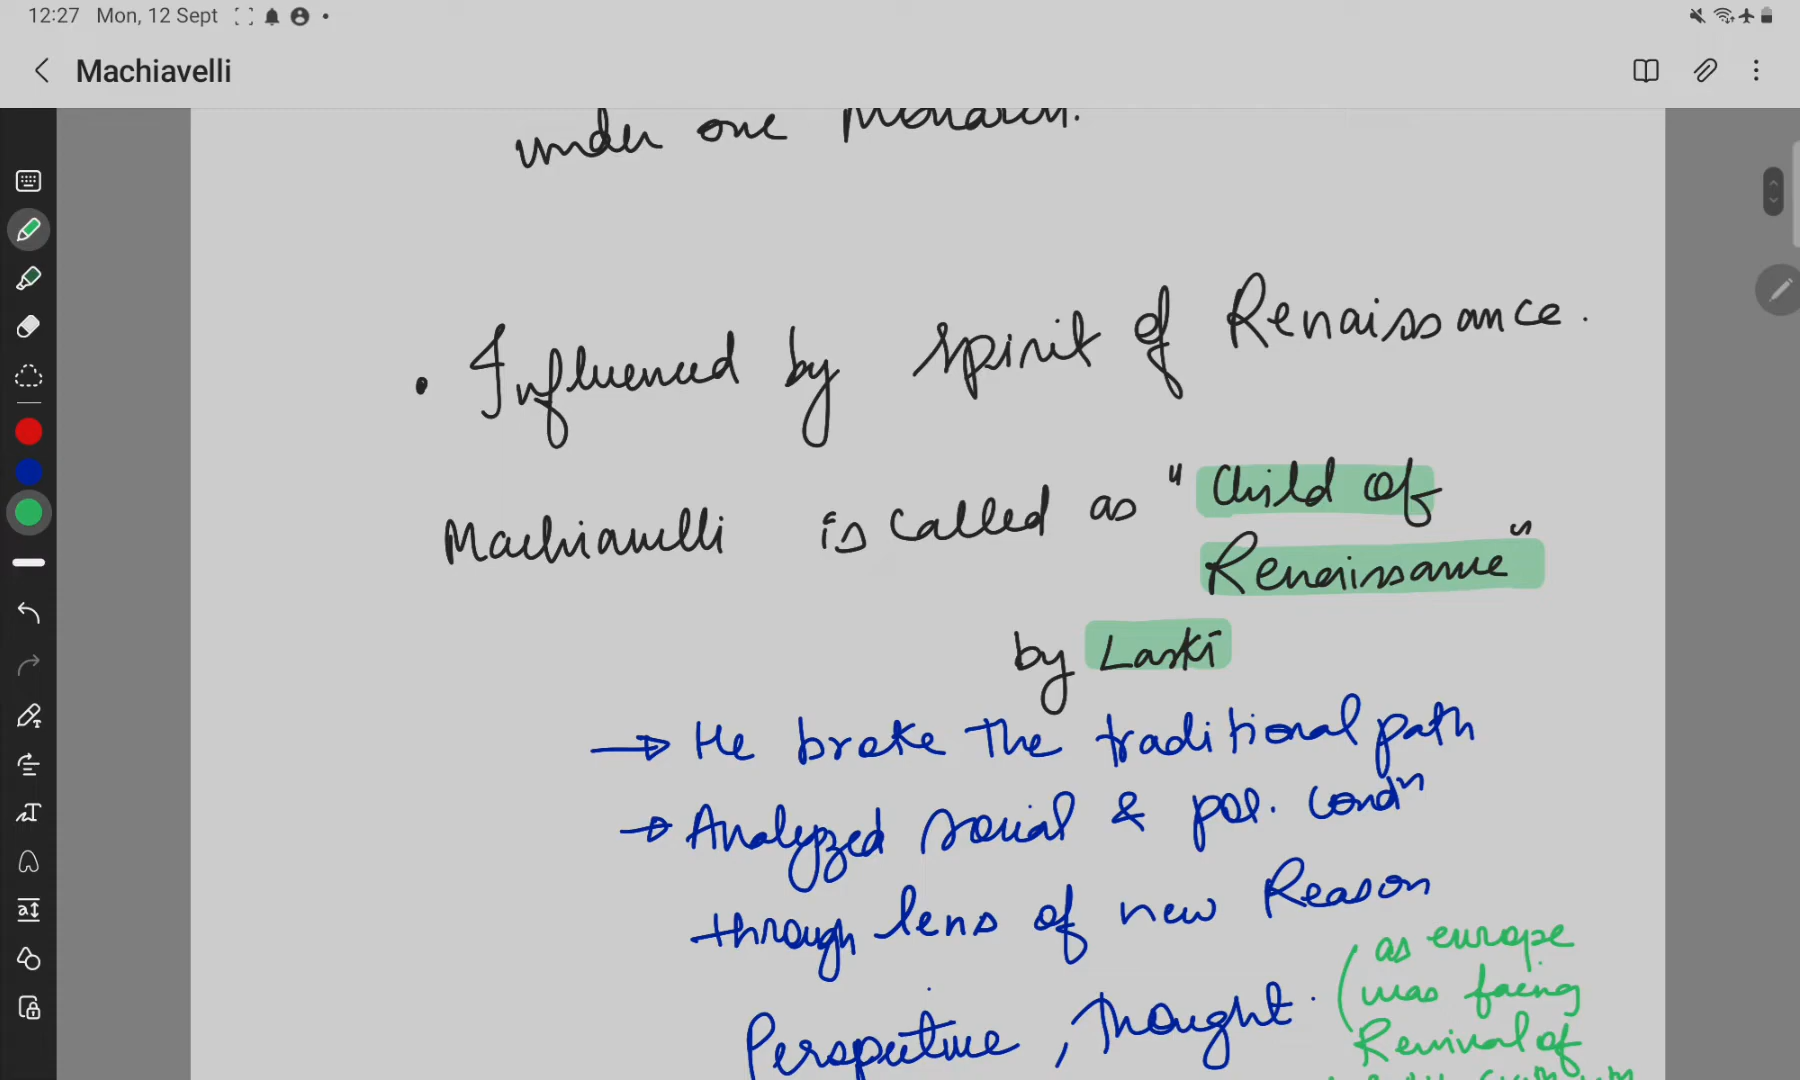 12:27 Mon, 12 Sept
Machiavelli
under one Monarch.
• Influenced by spirit of Renaissance.
Machiavelli is called as "Child of
Renaissance"
by Laski
→ He broke the traditional path
→ Analyzed social & pol. condn
through lens of new Reason
Perspective, Thought.
(as europe
was facing
Revival of